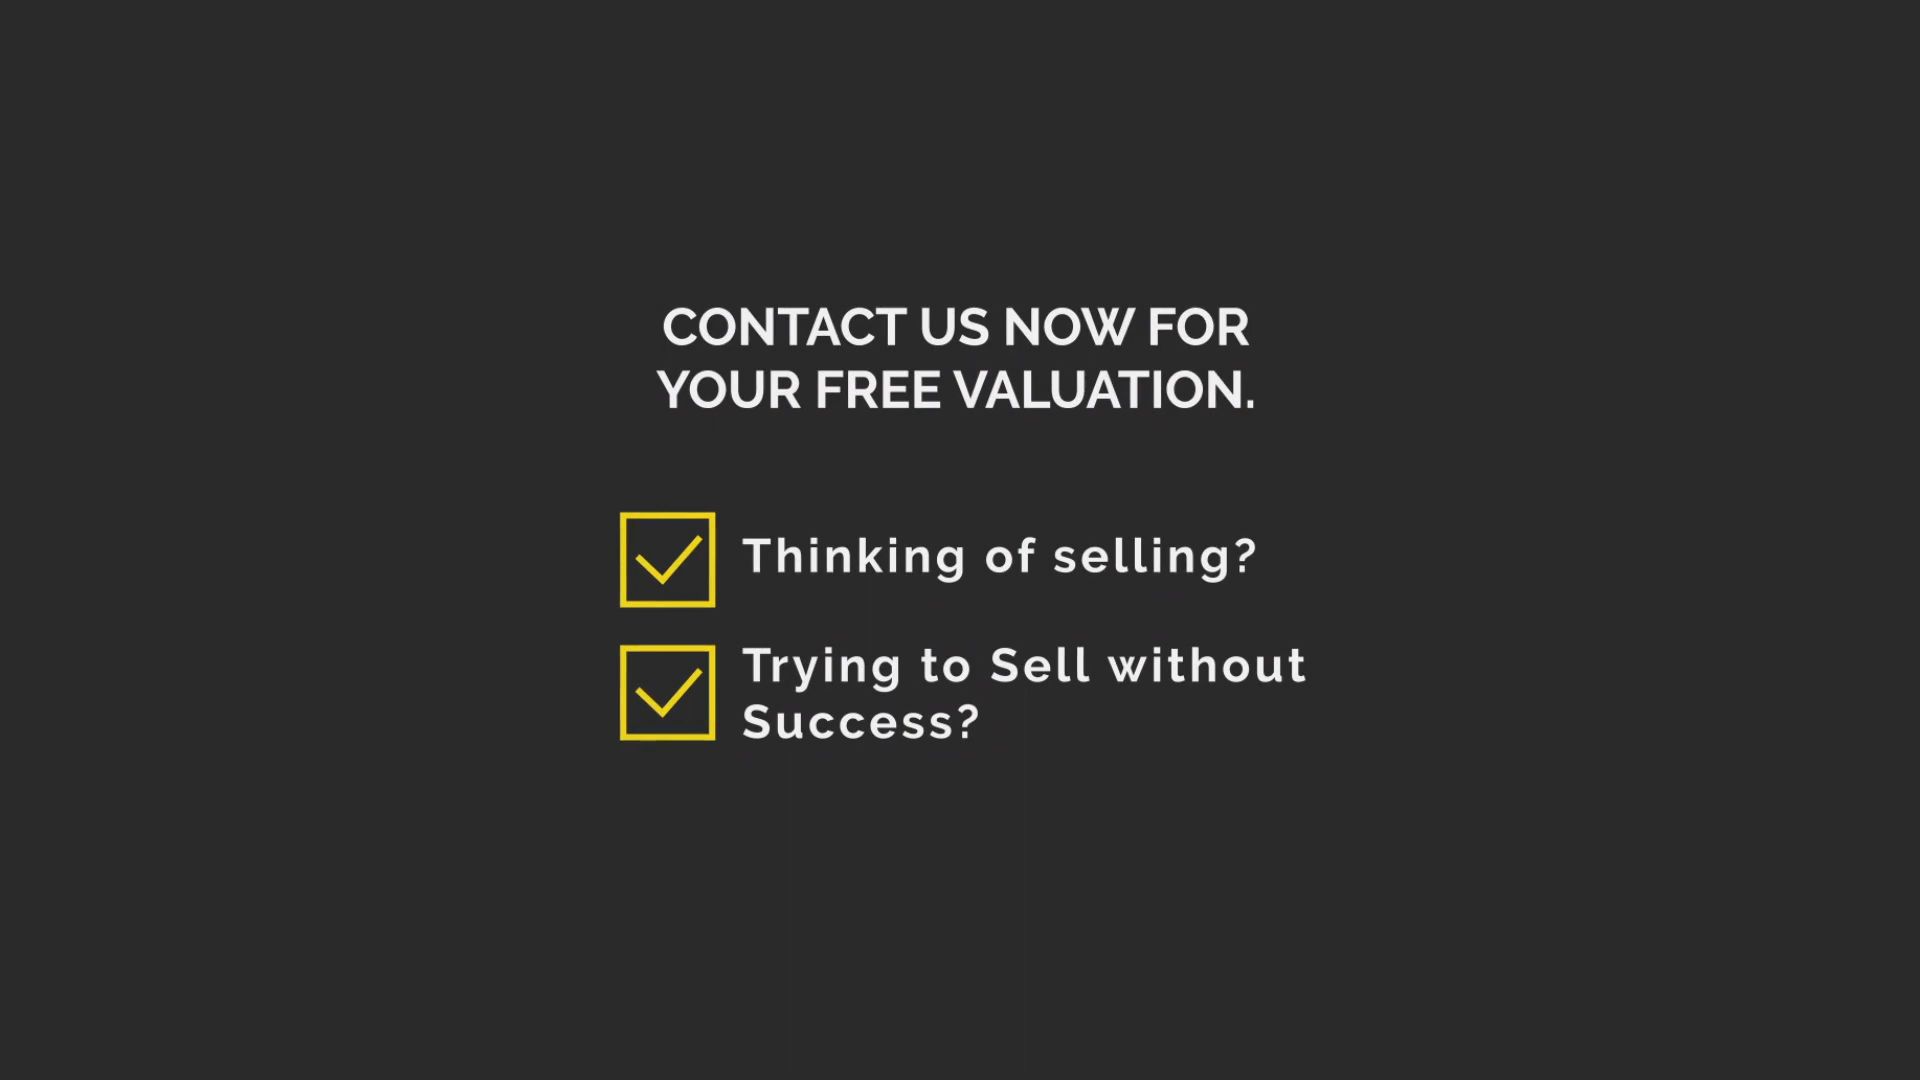 CONTACT US NOW FOR
YOUR FREE VALUATION.
Thinking of selling?
Trying to Sell without
Success?